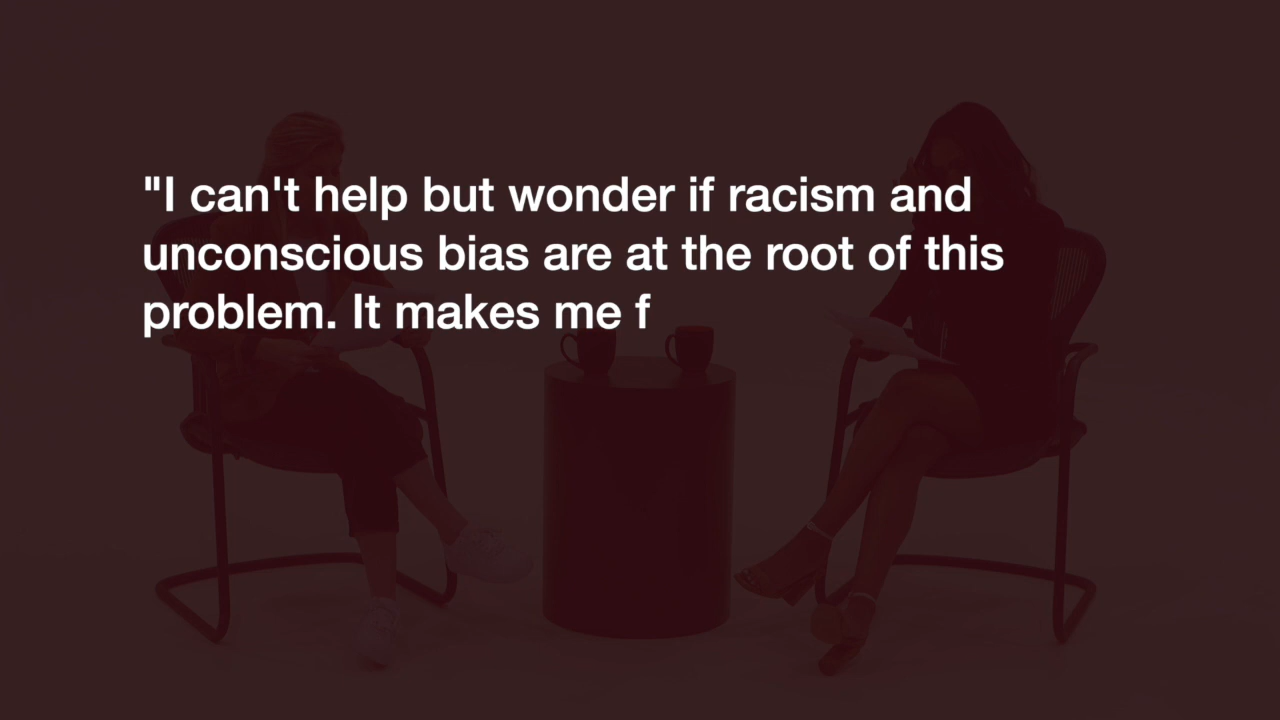 "I can't help but wonder if racism and
unconscious bias are at the root of this
problem. It makes me f